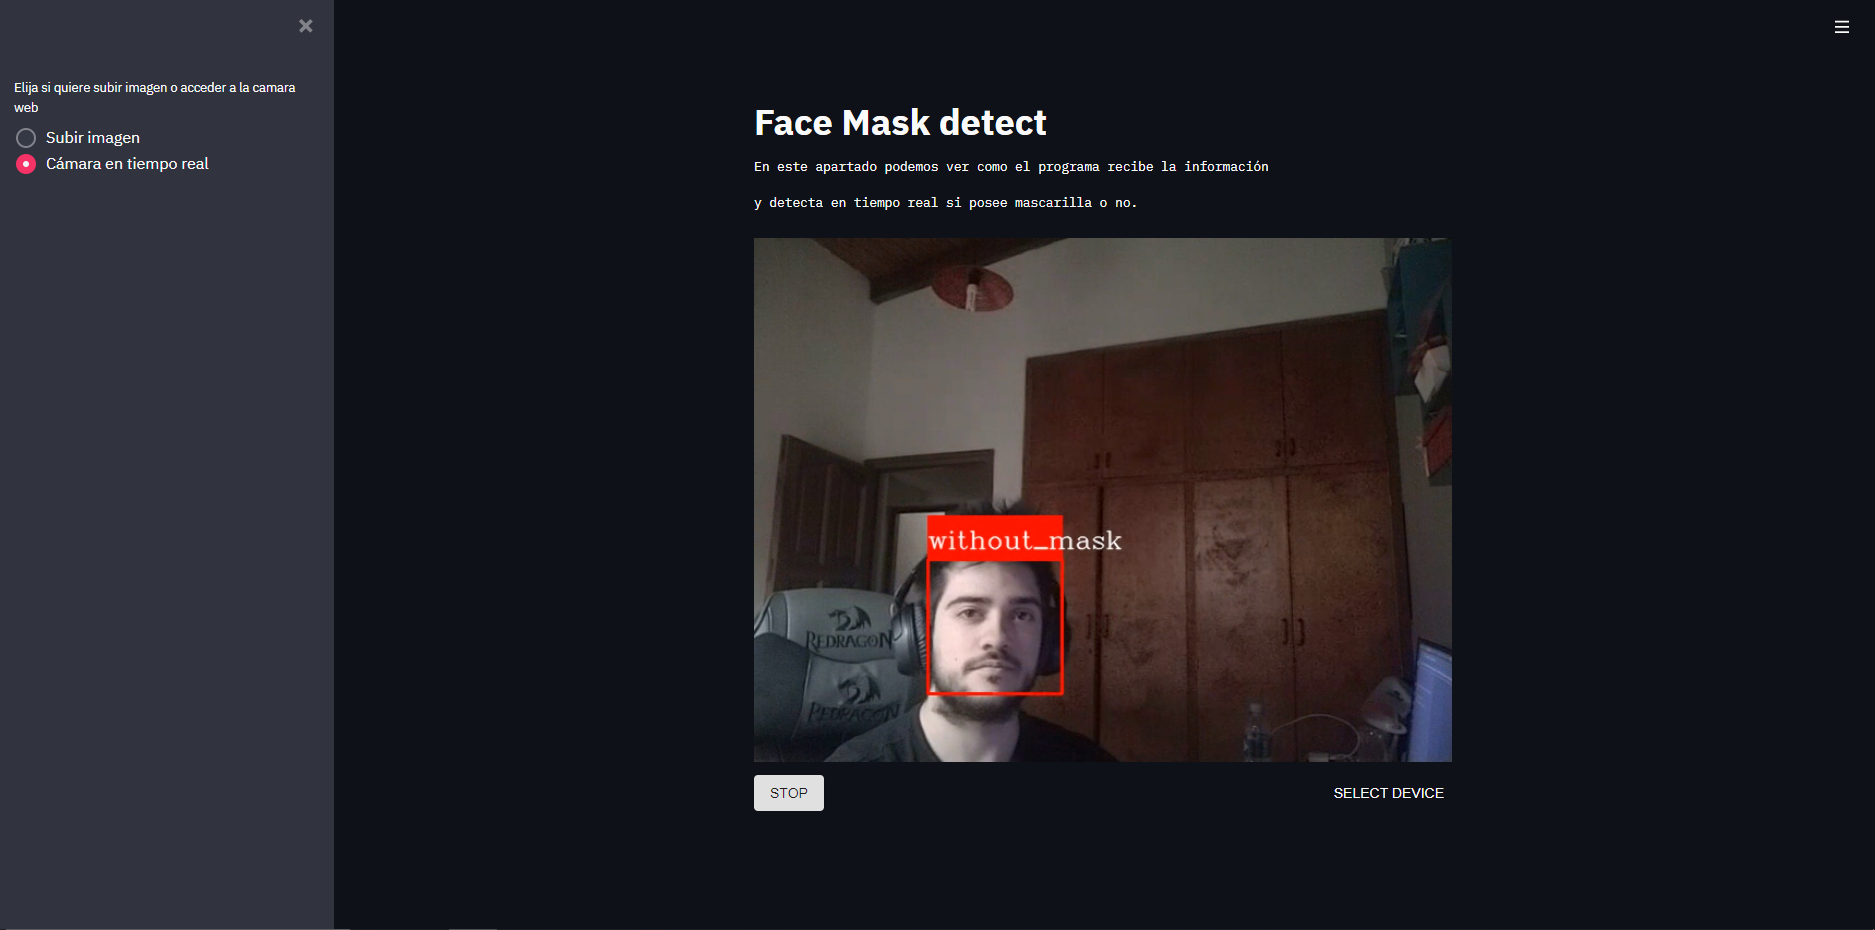 Elija si quiere subir imagen o acceder a la camara
web
Subir imagen
Cámara en tiempo real
Face Mask detect
En este apartado podemos ver como el programa recibe la información
y detecta en tiempo real si posee mascarilla o no.
without_mask
REDRAGON
REDRAGON
STOP
SELECT DEVICE